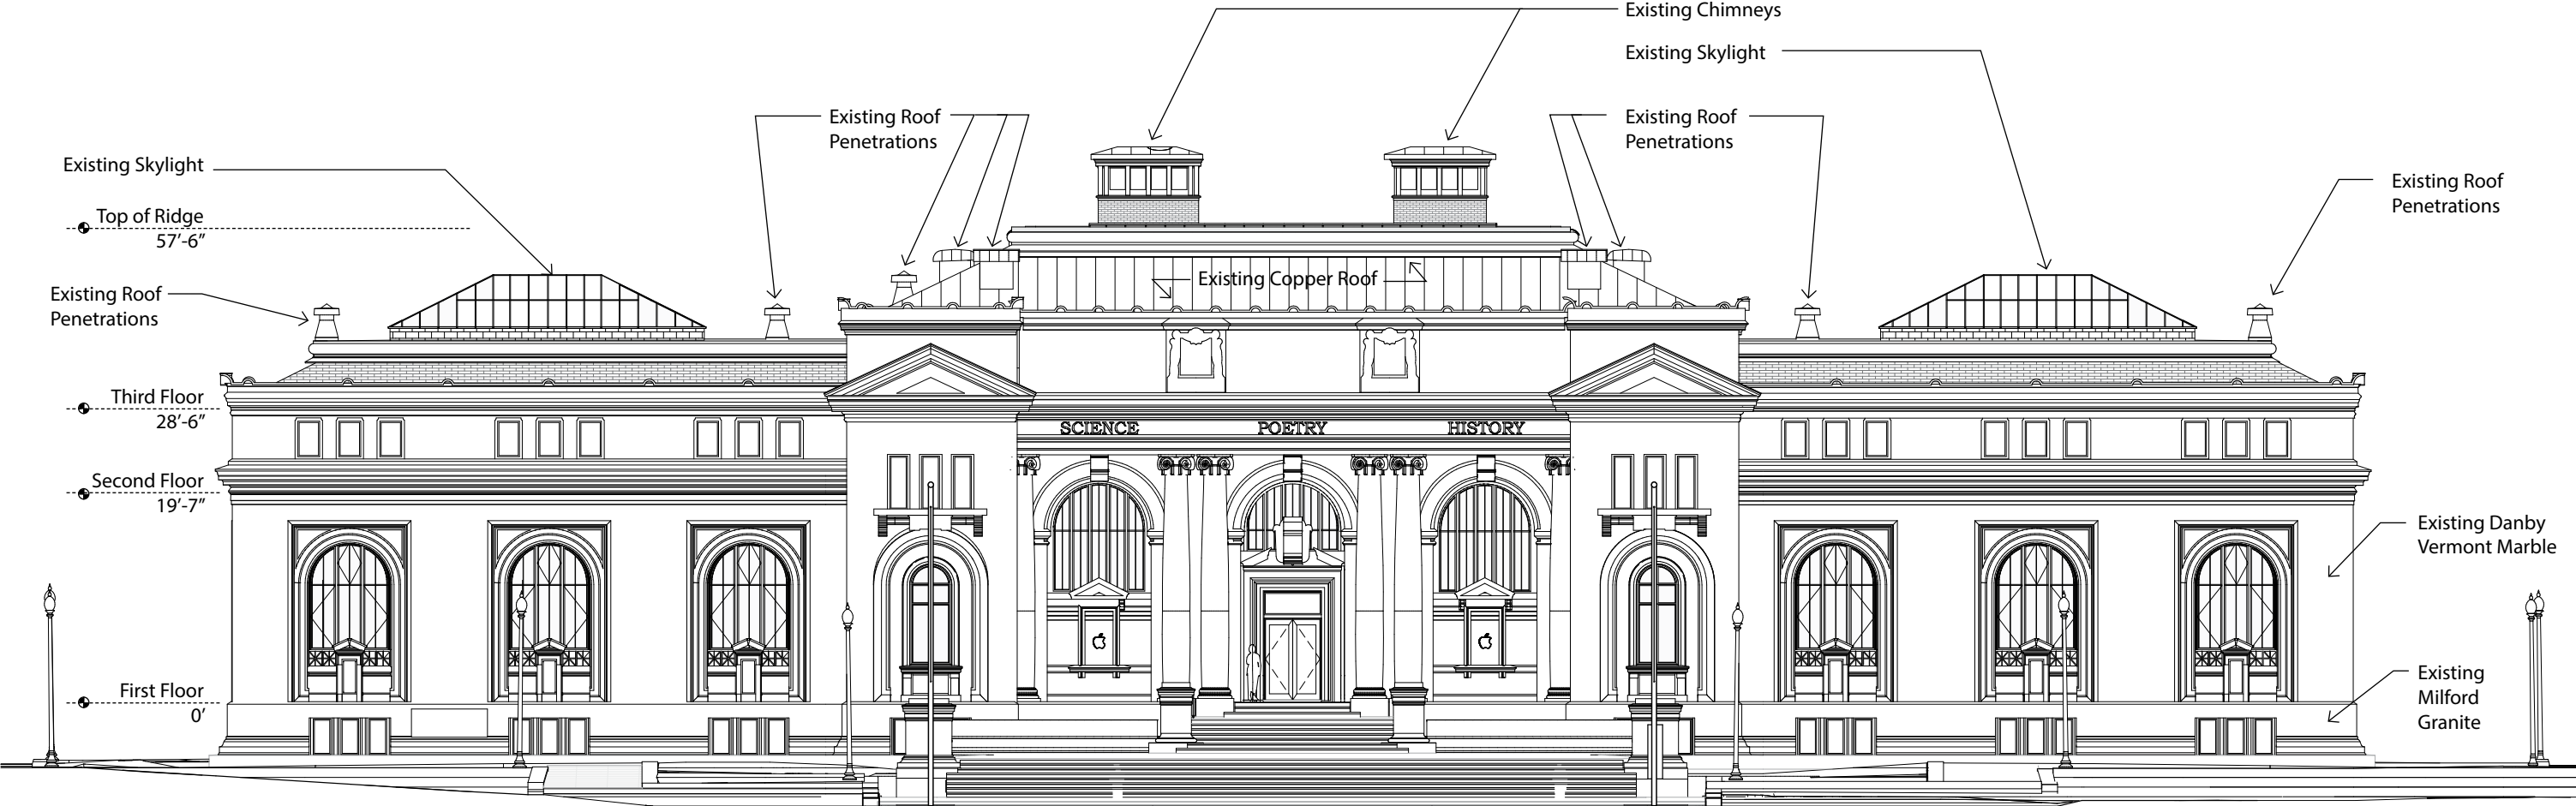 Existing Chimneys
Existing Skylight
Existing Roof
Penetrations
Existing Roof
Penetrations
Existing Skylight
Existing Roof
Penetrations
Top of Ridge
57’-6”
Existing Copper Roof
Existing Roof
Penetrations
Third Floor
28’-6”
SCIENCE POETRY HISTORY
Second Floor
19’-7”
Existing Danby
Vermont Marble
First Floor
0’
Existing
Milford
Granite